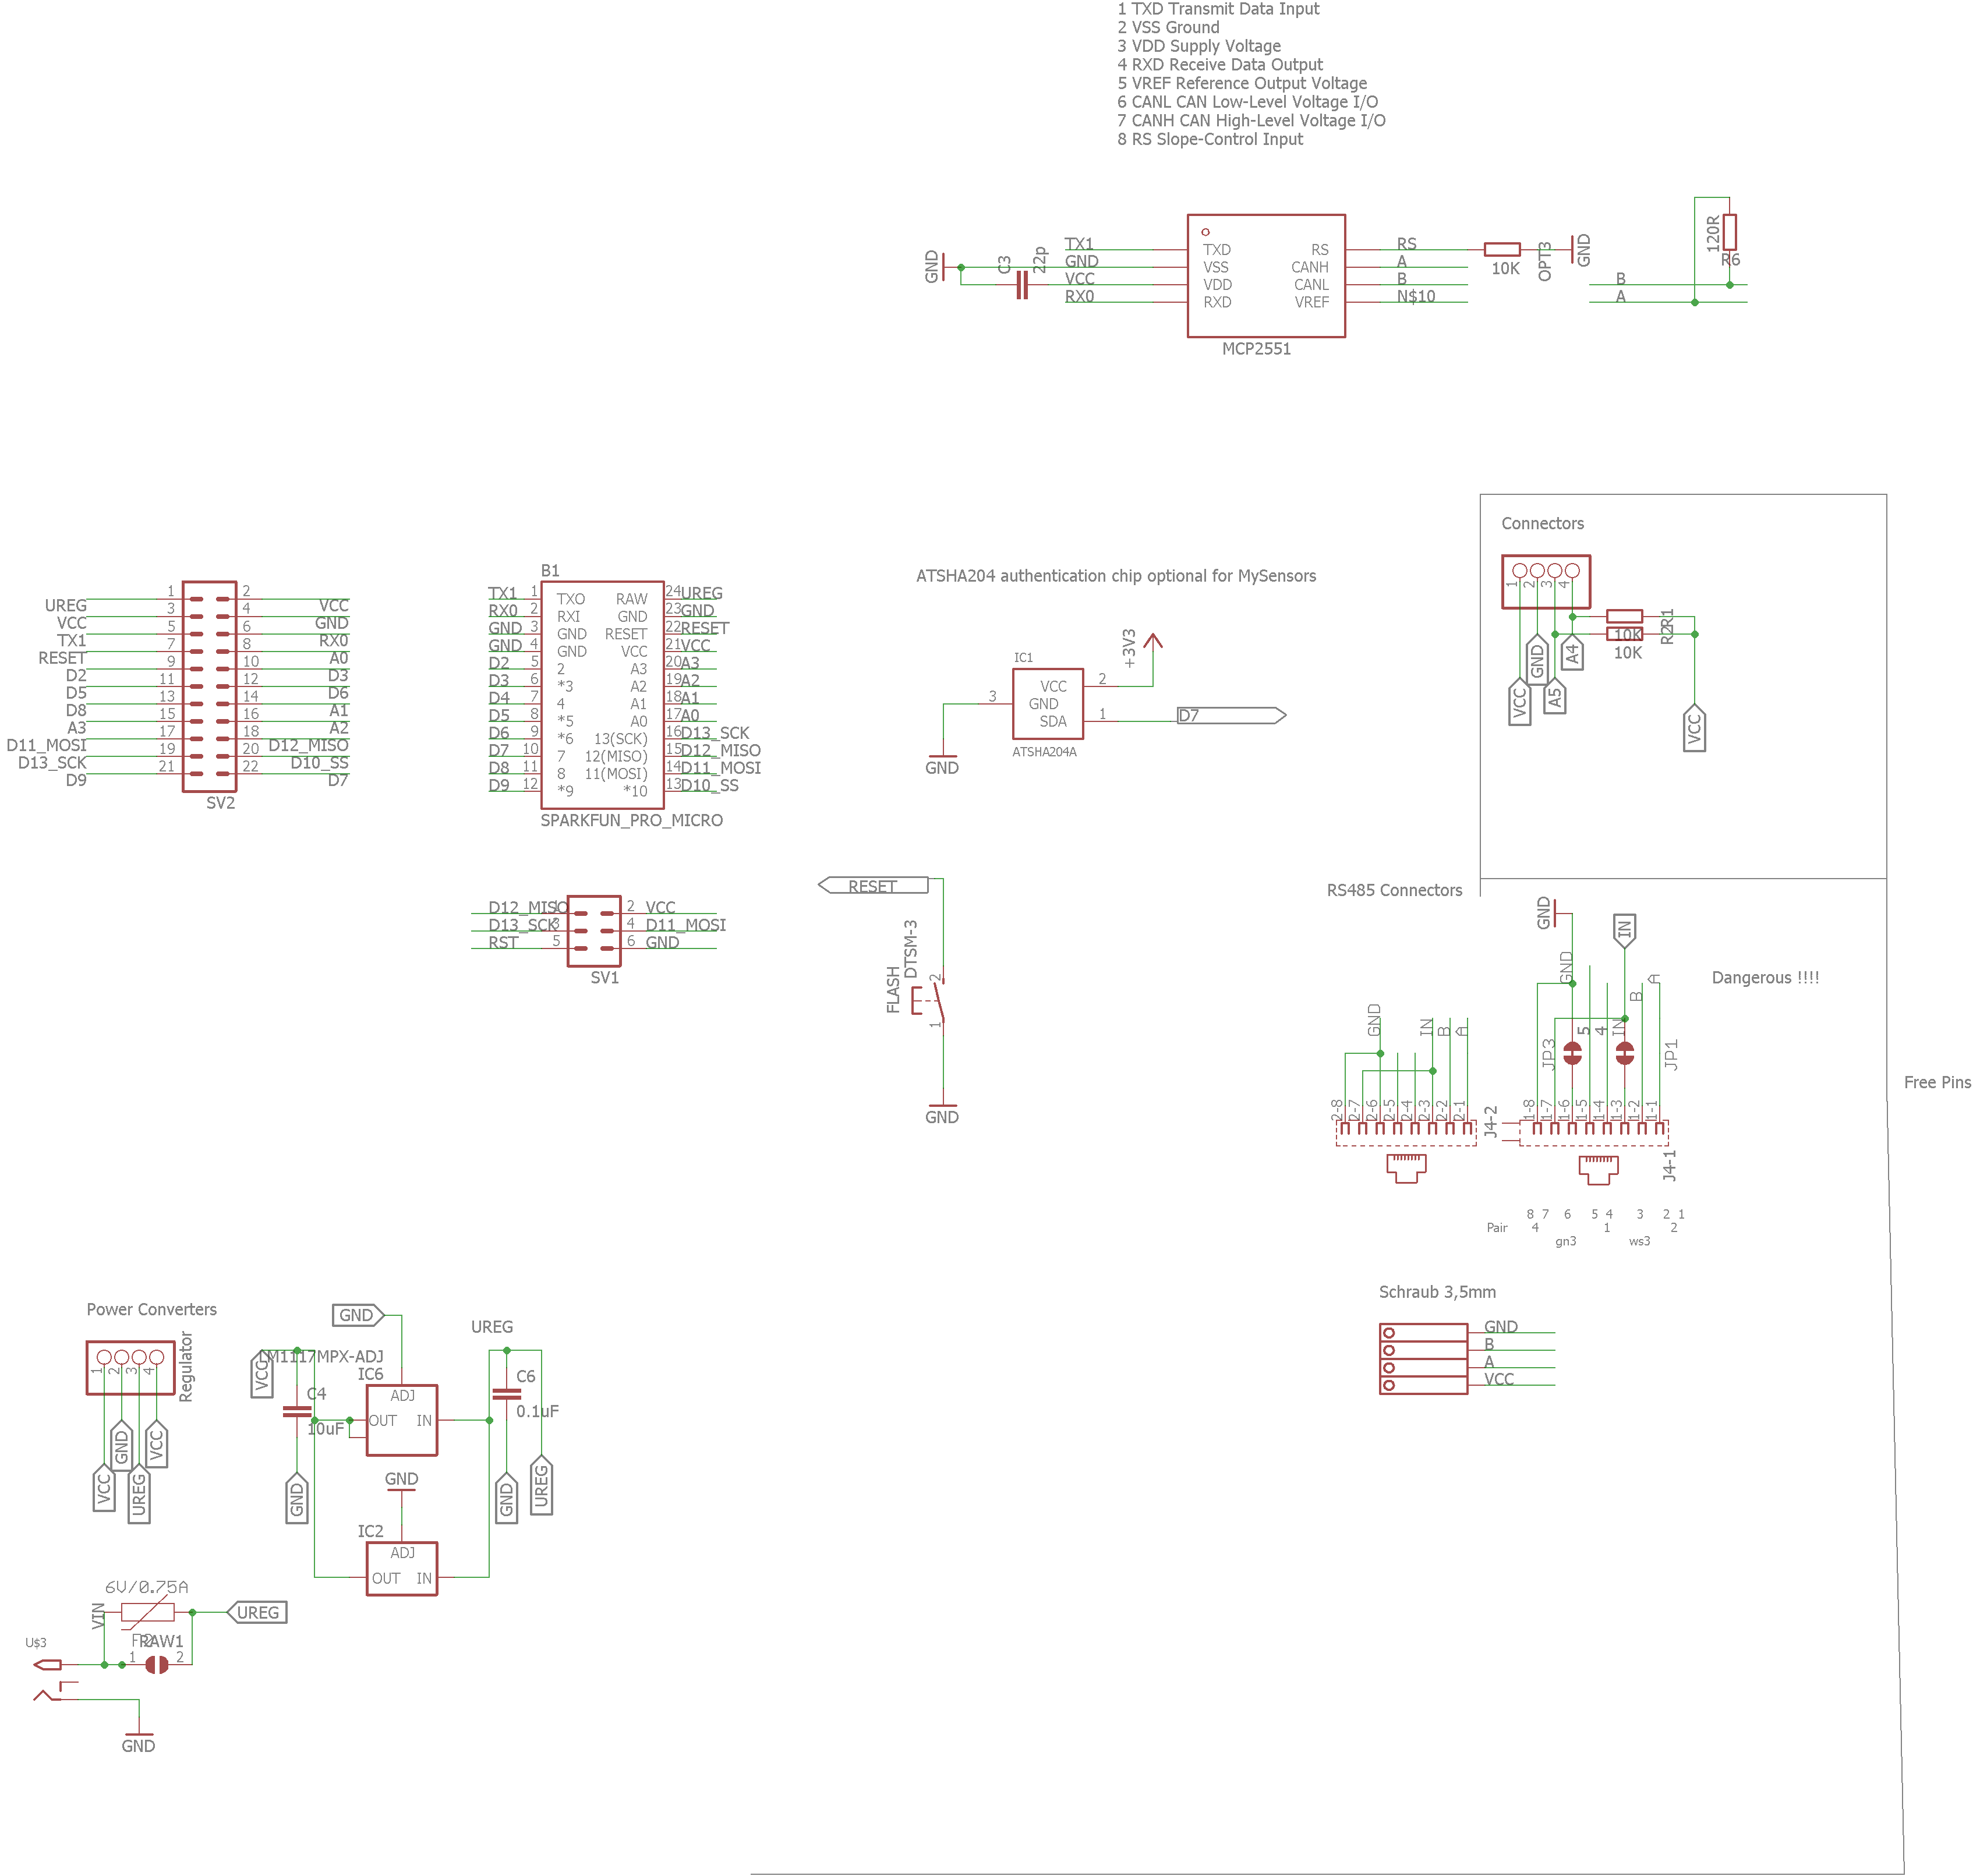 1 TXD Transmit Data Input
2 VSS Ground
3 VDD Supply Voltage
4 RXD Receive Data Output
5 VREF Reference Output Voltage
6 CANL CAN Low-Level Voltage I/O
7 CANH CAN High-Level Voltage I/O
8 RS Slope-Control Input
GND
C3
22p
TX1
GND
VCC
RX0
TXD
VSS
VDD
RXD
RS
CANH
CANL
VREF
MCP2551
RS
A
B
N$10
10K
OPT3
GND
B
A
120R
R6
UREG
VCC
TX1
RESET
D2
D5
D8
A3
D11_MOSI
D13_SCK
D9
1
3
5
7
9
11
13
15
17
19
21
2
4
6
8
10
12
14
16
18
20
22
VCC
GND
RX0
A0
D3
D6
A1
A2
D12_MISO
D10_SS
D7
SV2
B1
TX1 1 TXO RAW 24 UREG
RX0 2 RXI GND 23 GND
GND 3 GND RESET 22 RESET
GND 4 GND VCC 21 VCC
D2 5 2 A3 20 A3
D3 6 *3 A2 19 A2
D4 7 4 A1 18 A1
D5 8 *5 A0 17 A0
D6 9 *6 13(SCK) 16 D13_SCK
D7 10 7 12(MISO) 15 D12_MISO
D8 11 8 11(MOSI) 14 D11_MOSI
D9 12 *9 *10 13 D10_SS
SPARKFUN_PRO_MICRO
D12_MISO 1 2 VCC
D13_SCK 3 4 D11_MOSI
RST 5 6 GND
SV1
ATSHA204 authentication chip optional for MySensors
IC1
+3V3
VCC 2
3 GND
SDA 1
D7
ATSHA204A
GND
RESET
FLASH
DTSM-3
2
1
GND
Connectors
1
2
3
4
VCC
GND
A5
A4
10K
10K
R1
R2
VCC
RS485 Connectors
GND
IN
Dangerous !!!!
Free Pins
GND
IN
B
A
2-8
2-7
2-6
2-5
2-4
2-3
2-2
2-1
J4-2
GND
5
4
IN
B
A
JP3
JP1
1-8
1-7
1-6
1-5
1-4
1-3
1-2
1-1
J4-1
8 7 6 5 4 3 2 1
Pair 4 1 2
gn3 ws3
Schraub 3,5mm
GND
B
A
VCC
Power Converters
Regulator
1
2
3
4
VCC
GND
UREG
VCC
GND
UREG
VCC
LM1117MPX-ADJ
IC6
C4
10uF
ADJ
OUT IN
C6
0.1uF
GND
GND
GND
UREG
IC2
ADJ
OUT IN
6V/0.75A
VIN
UREG
RAW1
1 2
U$3
GND